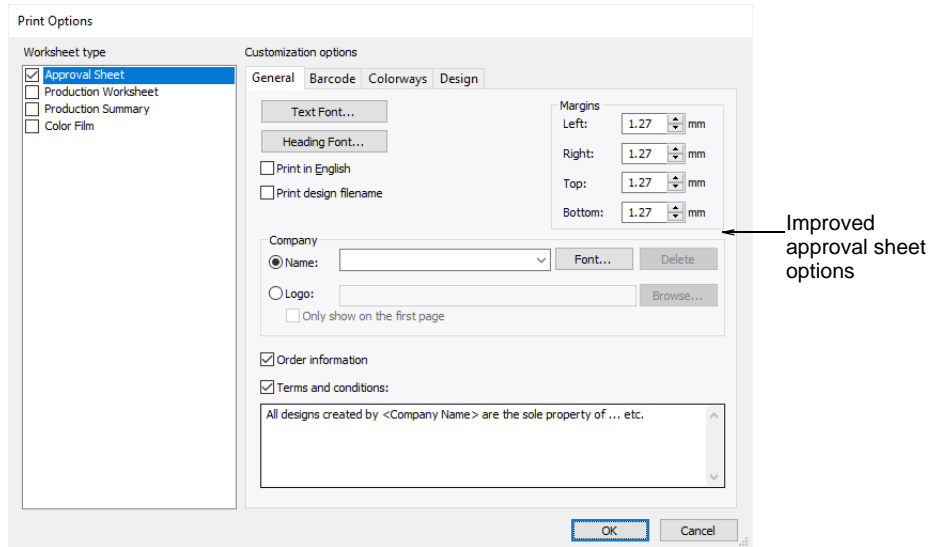 Print Options
Worksheet type
Approval Sheet
Production Worksheet
Production Summary
Color Film
Customization options
General Barcode Colorways Design
Text Font...
Heading Font...
Print in English
Print design filename
Margins
Left: 1.27 mm
Right: 1.27 mm
Top: 1.27 mm
Bottom: 1.27 mm
Company
Name: Font... Delete
Logo: Browse...
Only show on the first page
Order information
Terms and conditions:
All designs created by <Company Name> are the sole property of ... etc.
OK Cancel
Improved
approval sheet
options